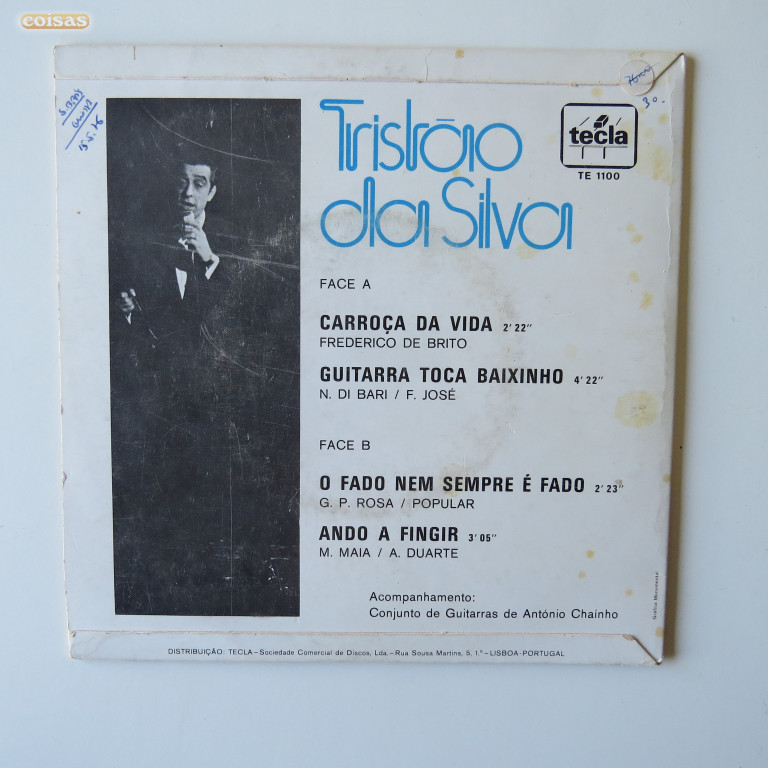 coisas
30.
Tristão
da Silva
tecla
TE 1100
FACE A
CARROÇA DA VIDA 2'22"
FREDERICO DE BRITO
GUITARRA TOCA BAIXINHO 4'22"
N. DI BARI / F. JOSÉ
FACE B
O FADO NEM SEMPRE É FADO 2'23"
G. P. ROSA / POPULAR
ANDO A FINGIR 3'05"
M. MAIA / A. DUARTE
Acompanhamento:
Conjunto de Guitarras de António Chaínho
Gráfica Monumental
DISTRIBUIÇÃO: TECLA – Sociedade Comercial de Discos, Lda. – Rua Sousa Martins, 5, 1.º – LISBOA-PORTUGAL